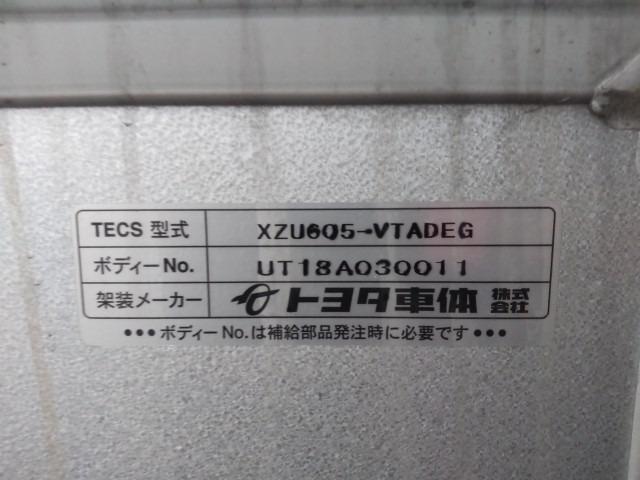 TECS 型式 XZU605-VTADEG
ボディーNo. UT18A030011
架装メーカー トヨタ車体 株式会社
•••ボディーNo.は補給部品発注時に必要です•••